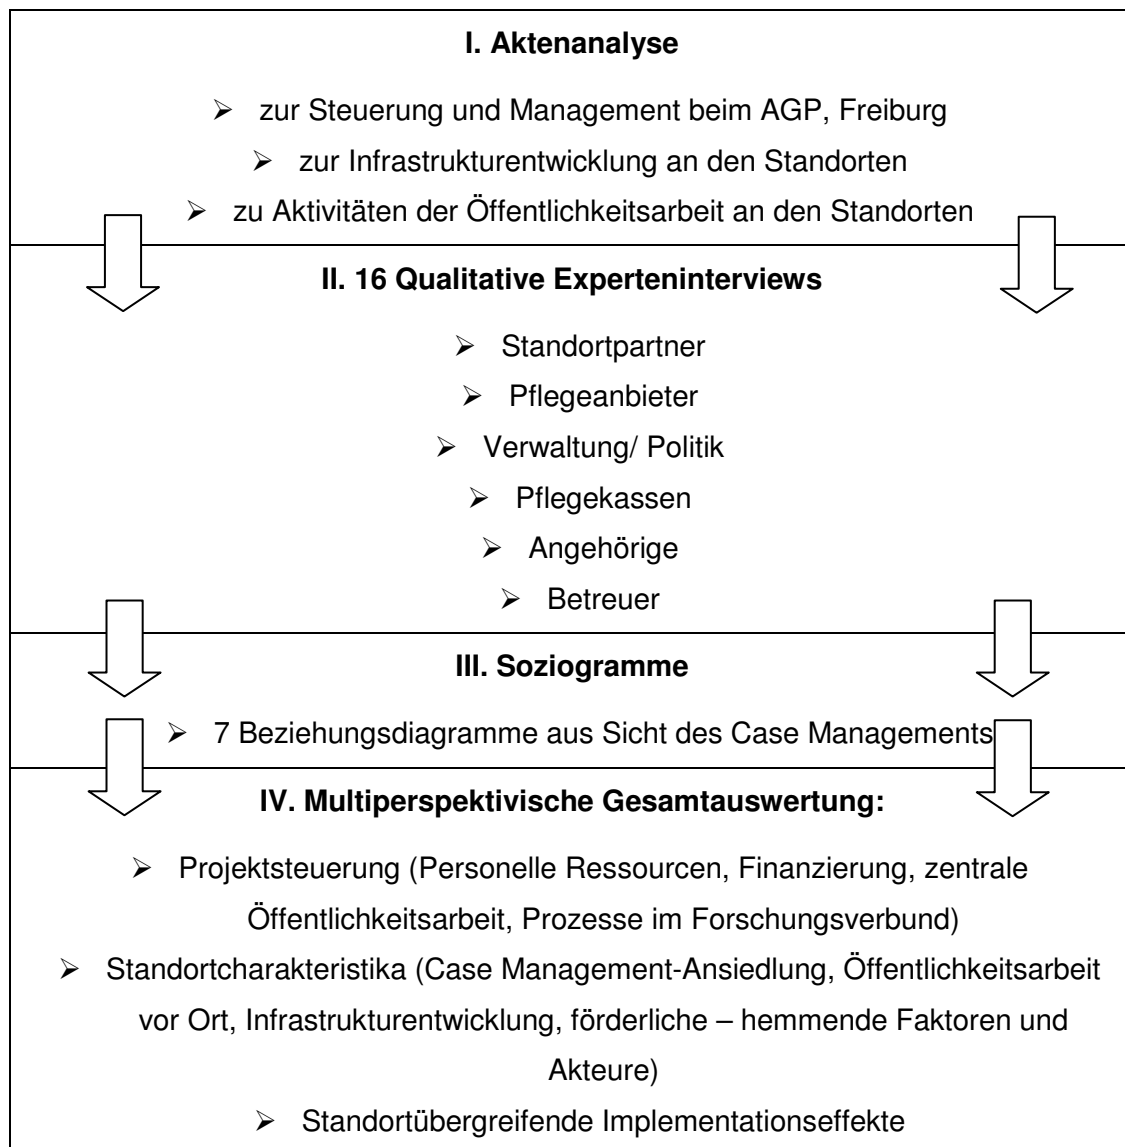 I. Aktenanalyse
➢ zur Steuerung und Management beim AGP, Freiburg
➢ zur Infrastrukturentwicklung an den Standorten
➢ zu Aktivitäten der Öffentlichkeitsarbeit an den Standorten
II. 16 Qualitative Experteninterviews
➢ Standortpartner
➢ Pflegeanbieter
➢ Verwaltung/ Politik
➢ Pflegekassen
➢ Angehörige
➢ Betreuer
III. Soziogramme
➢ 7 Beziehungsdiagramme aus Sicht des Case Managements
IV. Multiperspektivische Gesamtauswertung:
➢ Projektsteuerung (Personelle Ressourcen, Finanzierung, zentrale
Öffentlichkeitsarbeit, Prozesse im Forschungsverbund)
➢ Standortcharakteristika (Case Management-Ansiedlung, Öffentlichkeitsarbeit
vor Ort, Infrastrukturentwicklung, förderliche – hemmende Faktoren und
Akteure)
➢ Standortübergreifende Implementationseffekte